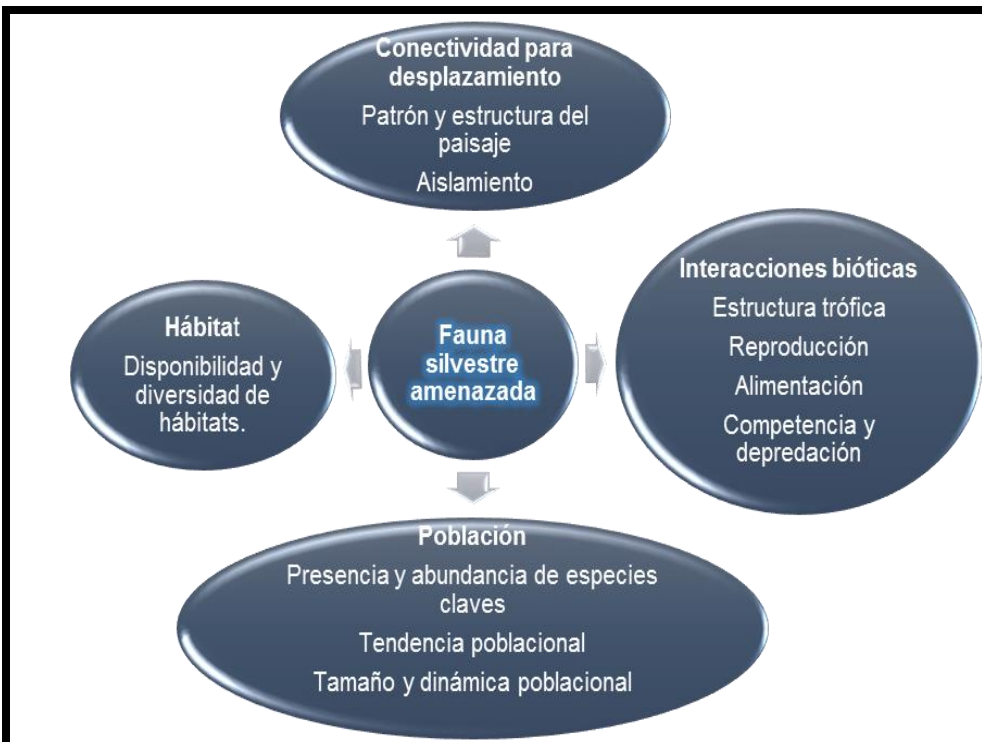 Conectividad para
desplazamiento
Patrón y estructura del
paisaje
Aislamiento
Hábitat
Disponibilidad y
diversidad de
hábitats.
Fauna
silvestre
amenazada
Interacciones bióticas
Estructura trófica
Reproducción
Alimentación
Competencia y
depredación
Población
Presencia y abundancia de especies
claves
Tendencia poblacional
Tamaño y dinámica poblacional